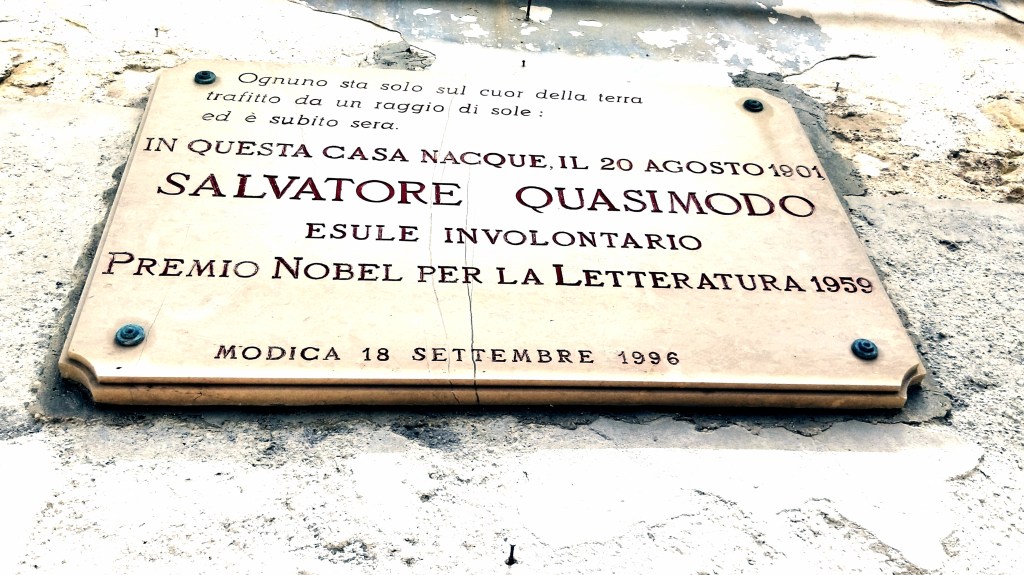 Ognuno sta solo sul cuor della terra
trafitto da un raggio di sole :
ed è subito sera.
IN QUESTA CASA NACQUE, IL 20 AGOSTO 1901
SALVATORE QUASIMODO
ESULE INVOLONTARIO
PREMIO NOBEL PER LA LETTERATURA 1959
MODICA 18 SETTEMBRE 1996